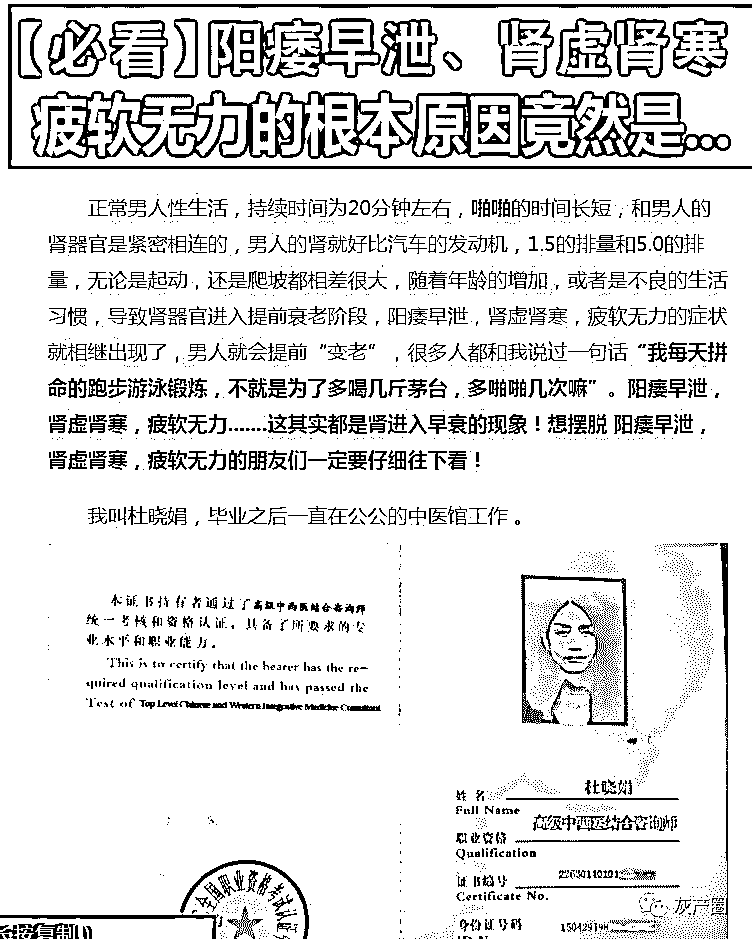 【必看】阳痿早泄、肾虚肾寒
疲软无力的根本原因竟然是...
正常男人性生活，持续时间为20分钟左右，啪啪的时间长短，和男人的
肾器官是紧密相连的，男人的肾就好比汽车的发动机，1.5的排量和5.0的排
量，无论是起动，还是爬坡都相差很大，随着年龄的增加，或者是不良的生活
习惯，导致肾器官进入提前衰老阶段，阳痿早泄，肾虚肾寒，疲软无力的症状
就相继出现了，男人就会提前“变老”，很多人都和我说过一句话“我每天拼
命的跑步游泳锻炼，不就是为了多喝几斤茅台，多啪啪几次嘛”。阳痿早泄，
肾虚肾寒，疲软无力.......这其实都是肾进入早衰的现象！想摆脱 阳痿早泄，
肾虚肾寒，疲软无力的朋友们一定要仔细往下看！
我叫杜晓娟，毕业之后一直在公公的中医馆工作。
本证书持有者通过了高级中西医结合咨询师
统一考核和资格认证。具备了所要求的专
业水平和职业能力。
This is to certify that the bearer has the re-
quired qualification level and has passed the
Test of Top Level Chinese and Western Integrative Medicine Consultant
姓 名 杜晓娟
Full Name
职业资格 高级中西医结合咨询师
Qualification
证书编号 22630140101
Certificate No.
身份证号码 150429198
全国职业资格考试认证
长按复制()
灰产圈